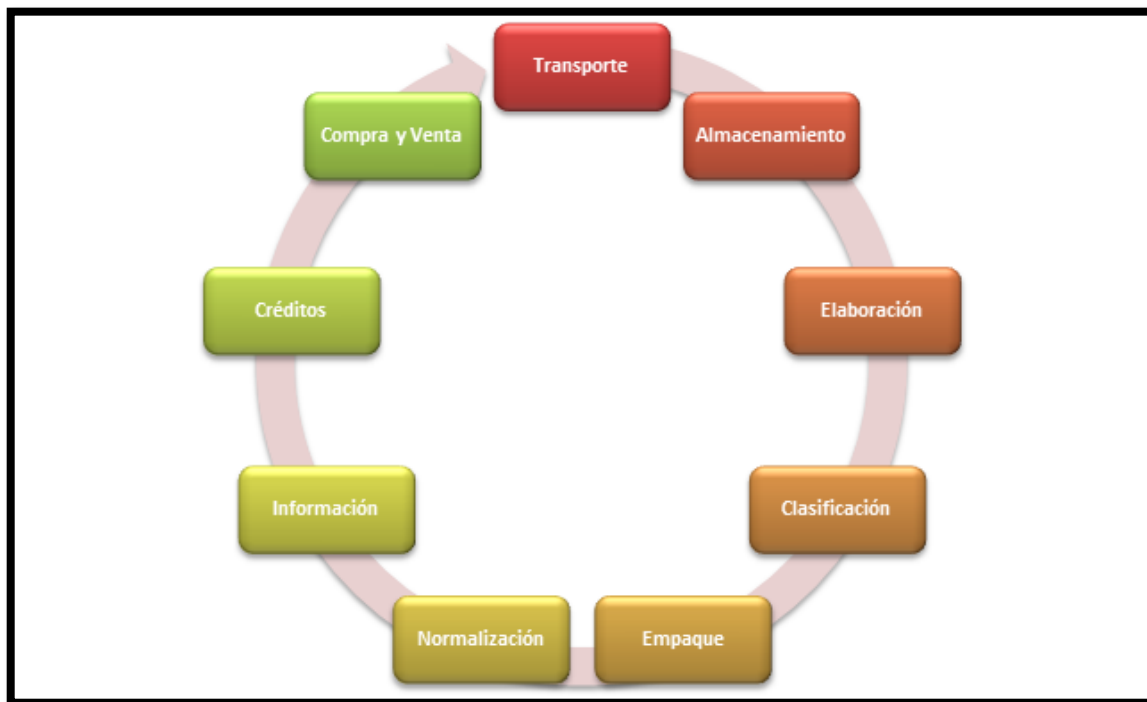 Transporte
Almacenamiento
Elaboración
Clasificación
Empaque
Normalización
Información
Créditos
Compra y Venta